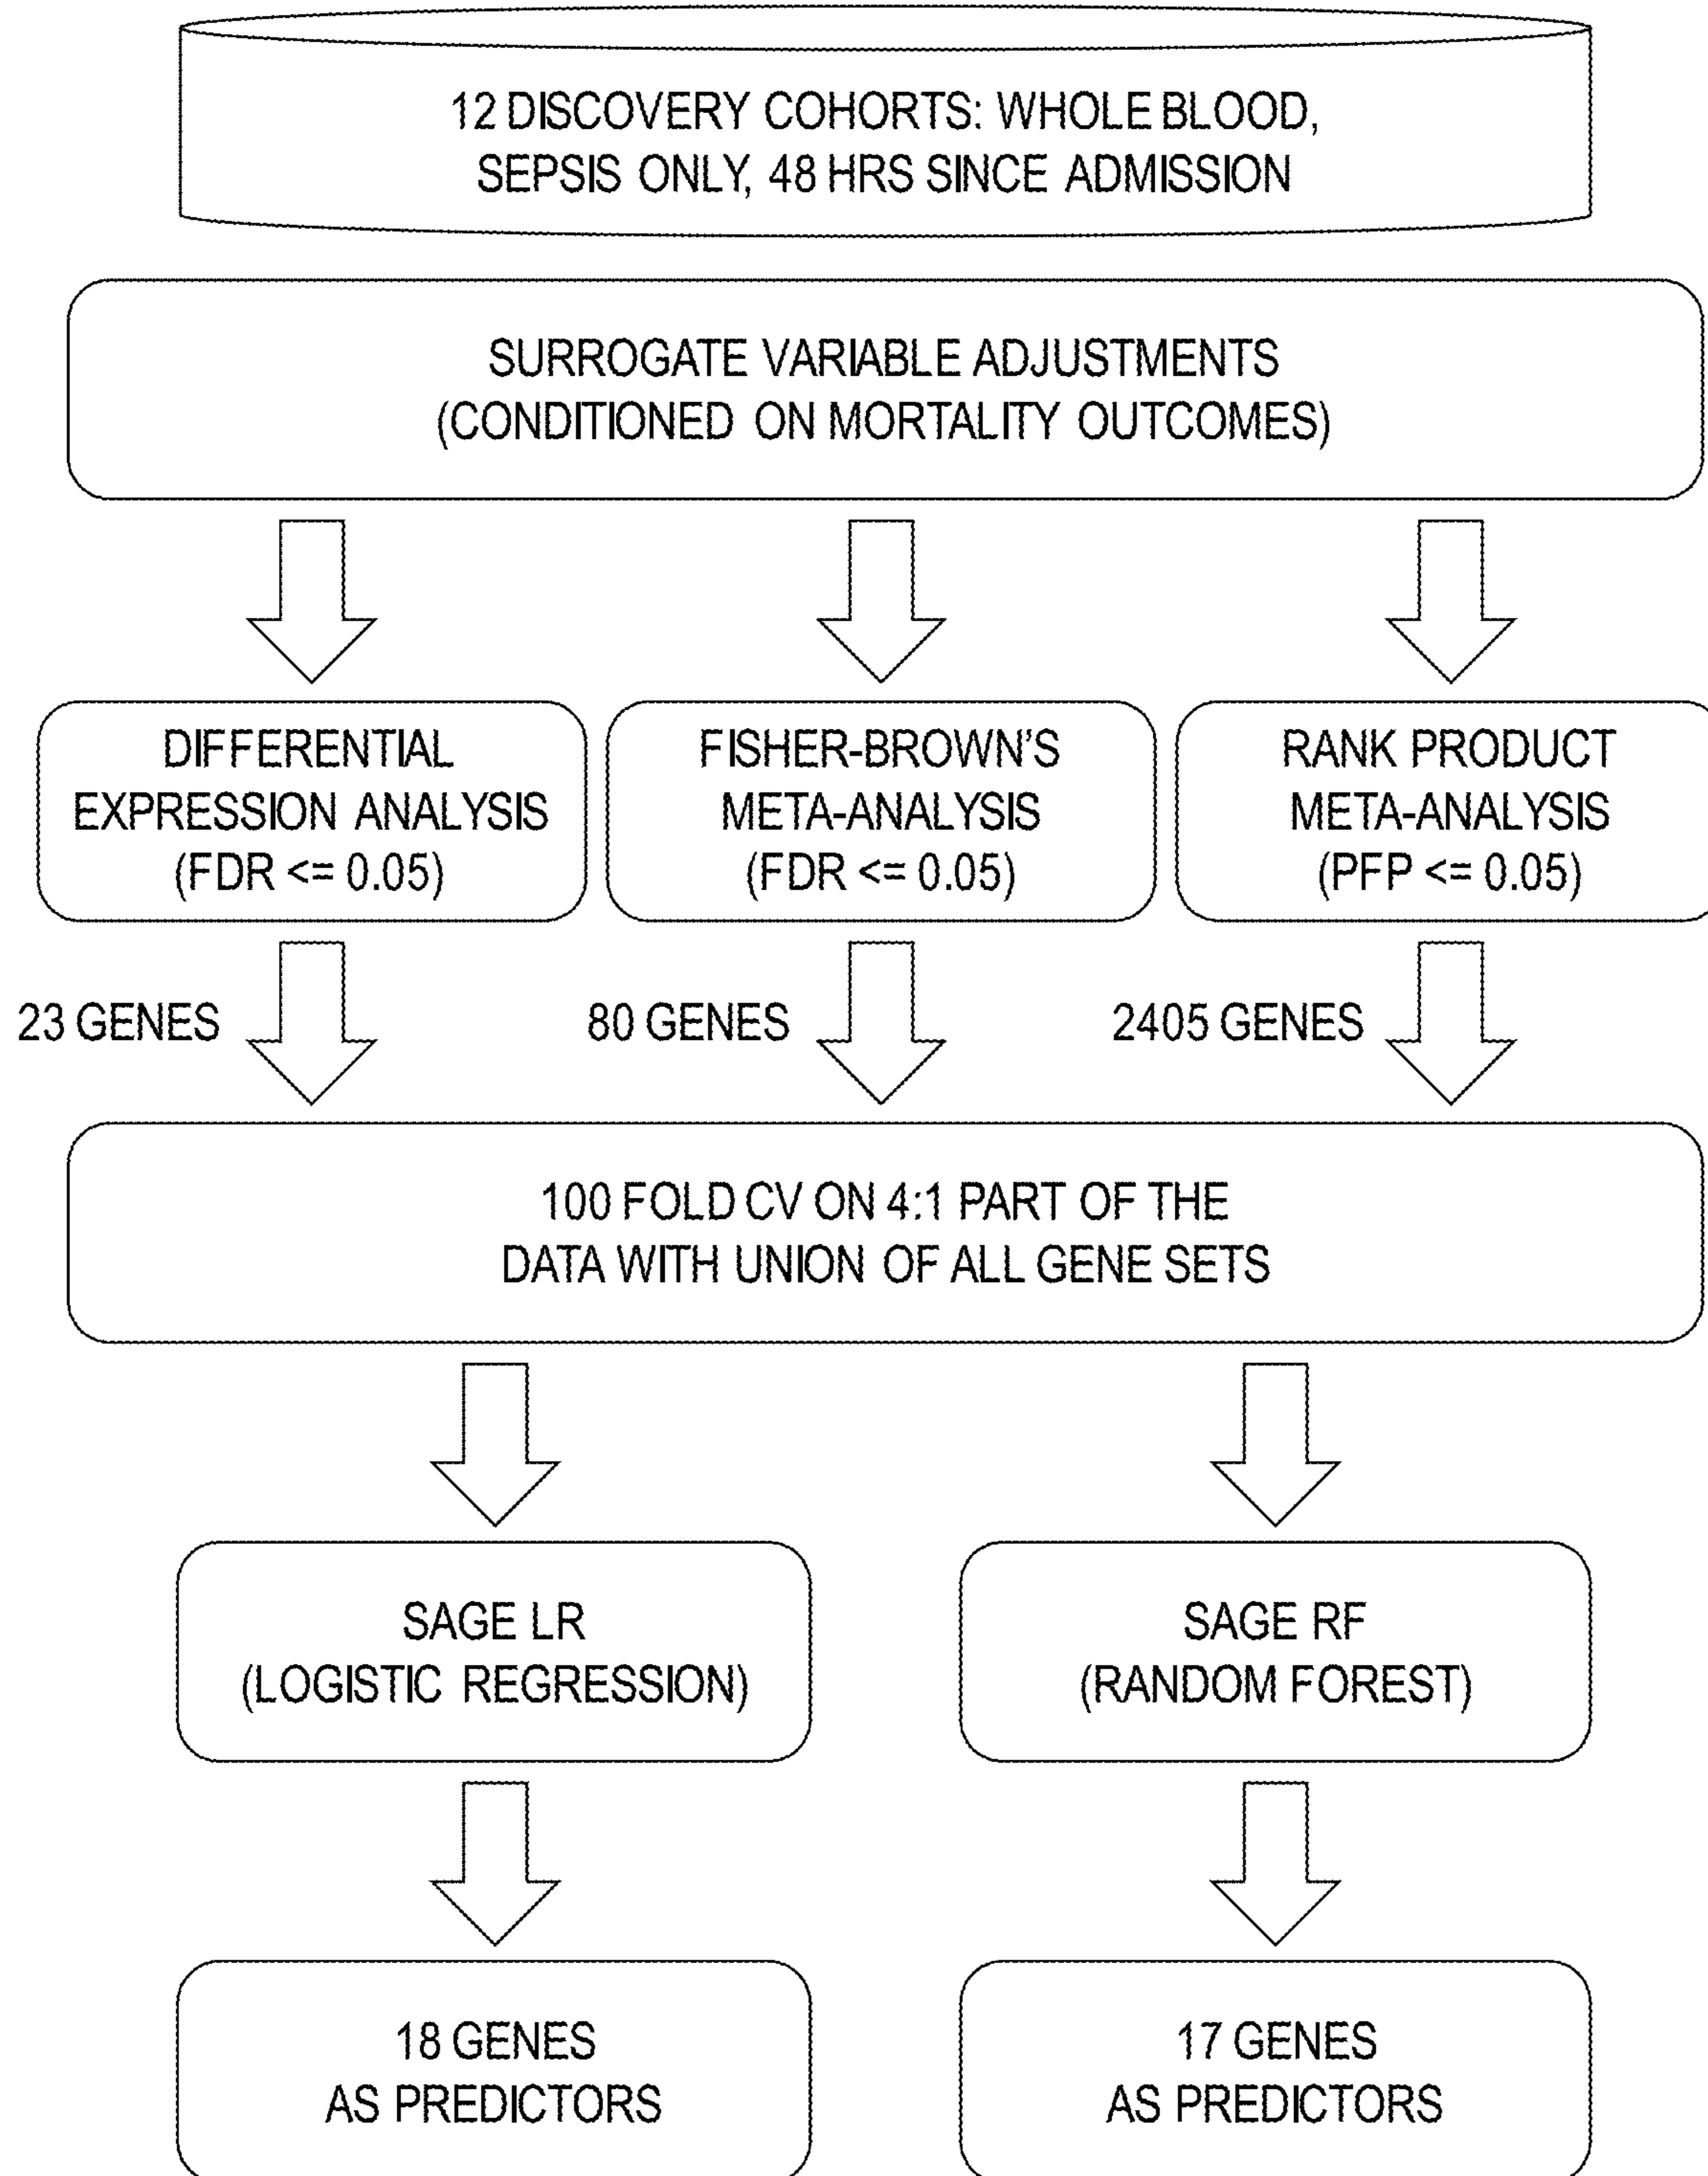 12 DISCOVERY COHORTS: WHOLE BLOOD,
SEPSIS ONLY, 48 HRS SINCE ADMISSION
SURROGATE VARIABLE ADJUSTMENTS
(CONDITIONED ON MORTALITY OUTCOMES)
DIFFERENTIAL
EXPRESSION ANALYSIS
(FDR <= 0.05)
FISHER-BROWN'S
META-ANALYSIS
(FDR <= 0.05)
RANK PRODUCT
META-ANALYSIS
(PFP <= 0.05)
23 GENES
80 GENES
2405 GENES
100 FOLD CV ON 4:1 PART OF THE
DATA WITH UNION OF ALL GENE SETS
SAGE LR
(LOGISTIC REGRESSION)
SAGE RF
(RANDOM FOREST)
18 GENES
AS PREDICTORS
17 GENES
AS PREDICTORS